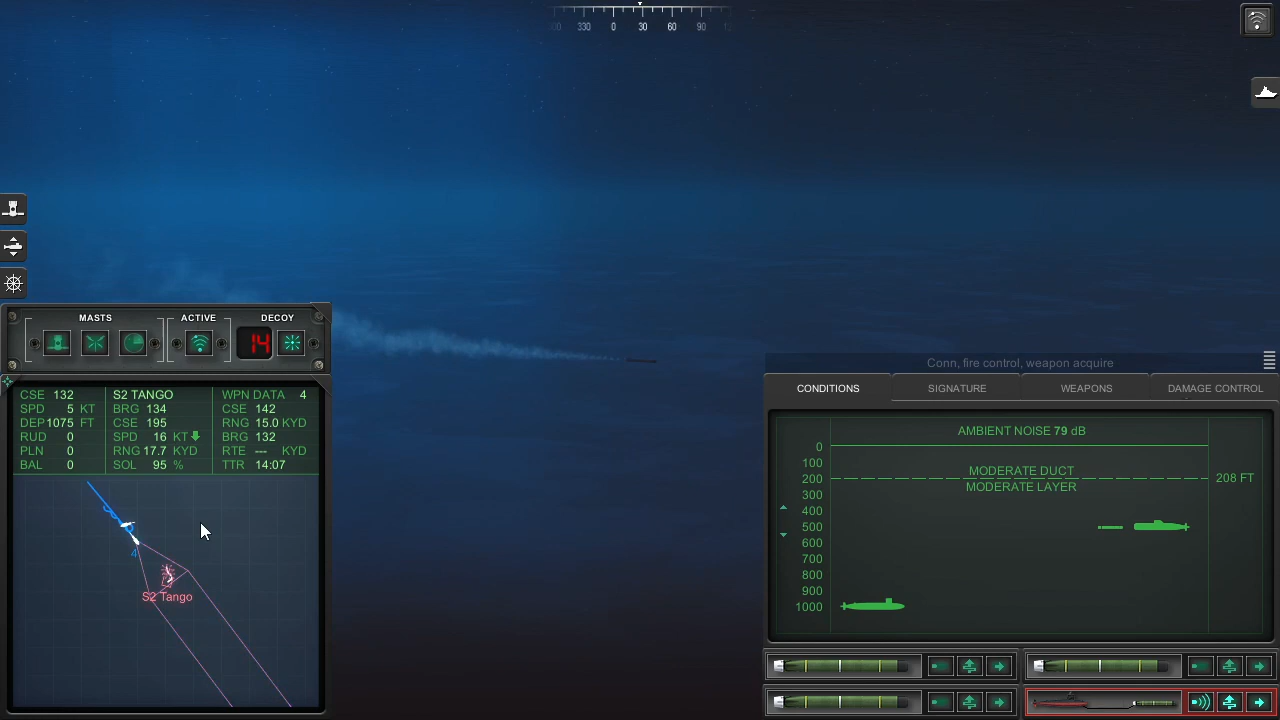 330 0 30 60 90
MASTS ACTIVE DECOY
14
CSE 132
SPD 5 KT
DEP 1075 FT
RUD 0
PLN 0
BAL 0
S2 TANGO
BRG 134
CSE 195
SPD 16 KT
RNG 17.7 KYD
SOL 95 %
WPN DATA 4
CSE 142
RNG 15.0 KYD
BRG 132
RTE --- KYD
TTR 14:07
4
S2 Tango
Conn, fire control, weapon acquire
CONDITIONS SIGNATURE WEAPONS DAMAGE CONTROL
AMBIENT NOISE 79 dB
0
100
MODERATE DUCT
200
208 FT
MODERATE LAYER
300
400
500
600
700
800
900
1000